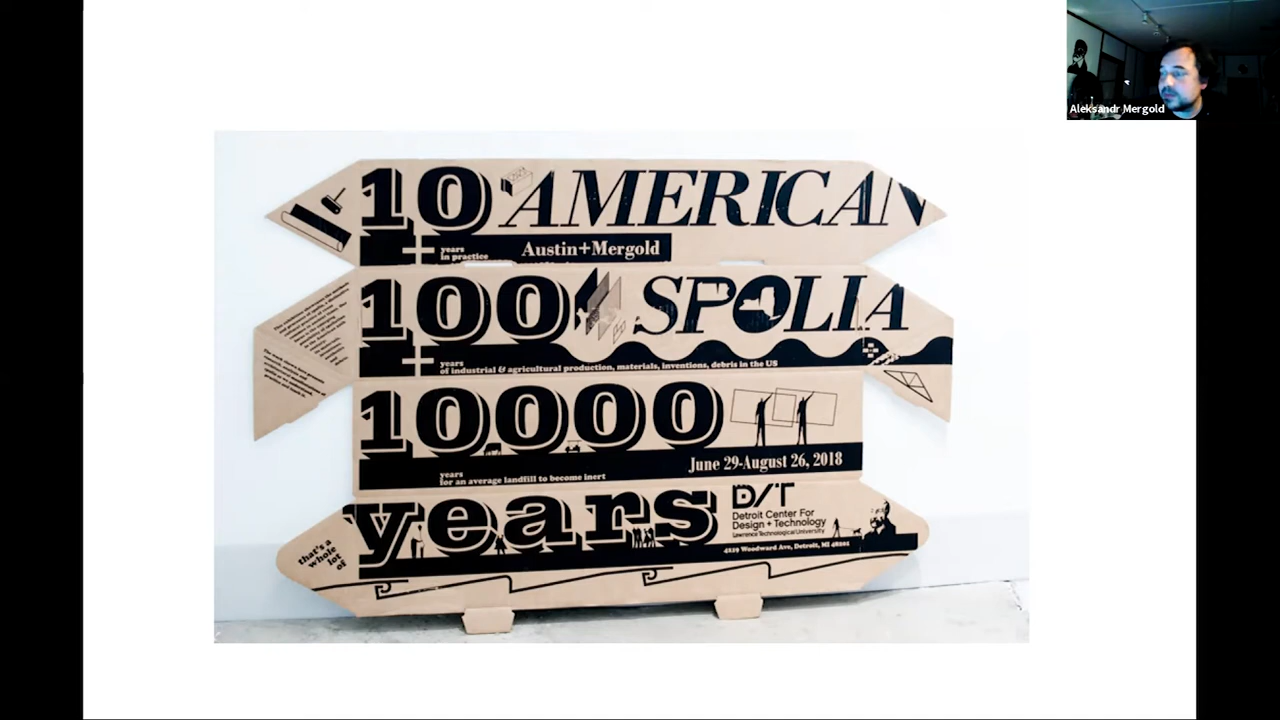 Aleksandr Mergold
10 AMERICAN
+ years
in practice
Austin+Mergold
100 SPOLIA
+ years
of industrial & agricultural production, materials, inventions, debris in the US
10000
June 29-August 26, 2018
years
for an average landfill to become inert
years
that's a
whole
lot
of
D/T
Detroit Center For
Design + Technology
Lawrence Technological University
4219 Woodward Ave, Detroit, MI 48201